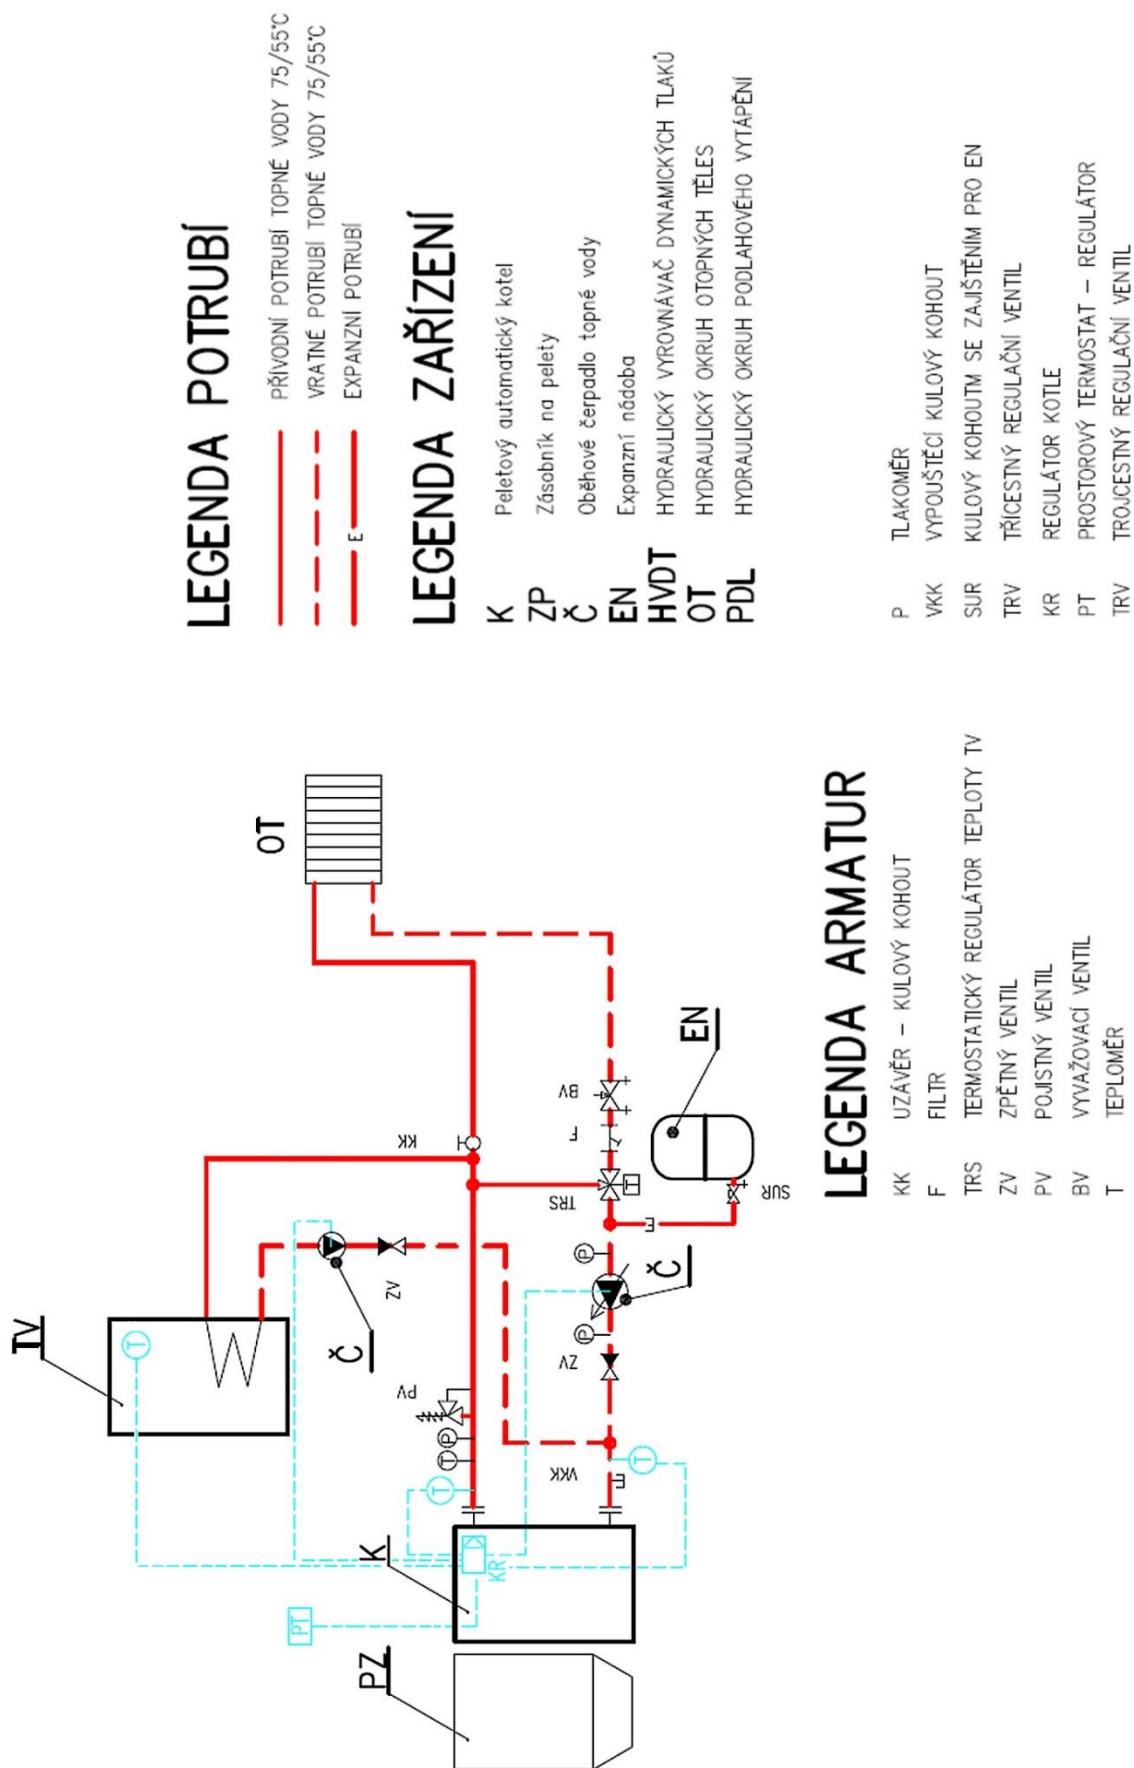 TV
T
Č
ZV
PT
PZ
K
KR
T
T
P
PV
KK
OT
VKK
T
ZV
P
Č
P
TRS
T
F
BV
E
SUR
EN
LEGENDA POTRUBÍ
PŘÍVODNÍ POTRUBÍ TOPNÉ VODY 75/55°C
VRATNÉ POTRUBÍ TOPNÉ VODY 75/55°C
E EXPANZNÍ POTRUBÍ
LEGENDA ZAŘÍZENÍ
K Peletový automatický kotel
ZP Zásobník na pelety
Č Oběhové čerpadlo topné vody
EN Expanzní nádoba
HVDT HYDRAULICKÝ VYROVNÁVAČ DYNAMICKÝCH TLAKŮ
OT HYDRAULICKÝ OKRUH OTOPNÝCH TĚLES
PDL HYDRAULICKÝ OKRUH PODLAHOVÉHO VYTÁPĚNÍ
LEGENDA ARMATUR
KK UZÁVĚR - KULOVÝ KOHOUT
F FILTR
TRS TERMOSTATICKÝ REGULÁTOR TEPLOTY TV
ZV ZPĚTNÝ VENTIL
PV POJISTNÝ VENTIL
BV VYVAŽOVACÍ VENTIL
T TEPLOMĚR
P TLAKOMĚR
VKK VYPOUŠTĚCÍ KULOVÝ KOHOUT
SUR KULOVÝ KOHOUTM SE ZAJIŠTĚNÍM PRO EN
TRV TŘÍCESTNÝ REGULAČNÍ VENTIL
KR REGULÁTOR KOTLE
PT PROSTOROVÝ TERMOSTAT - REGULÁTOR
TRV TROJCESTNÝ REGULAČNÍ VENTIL